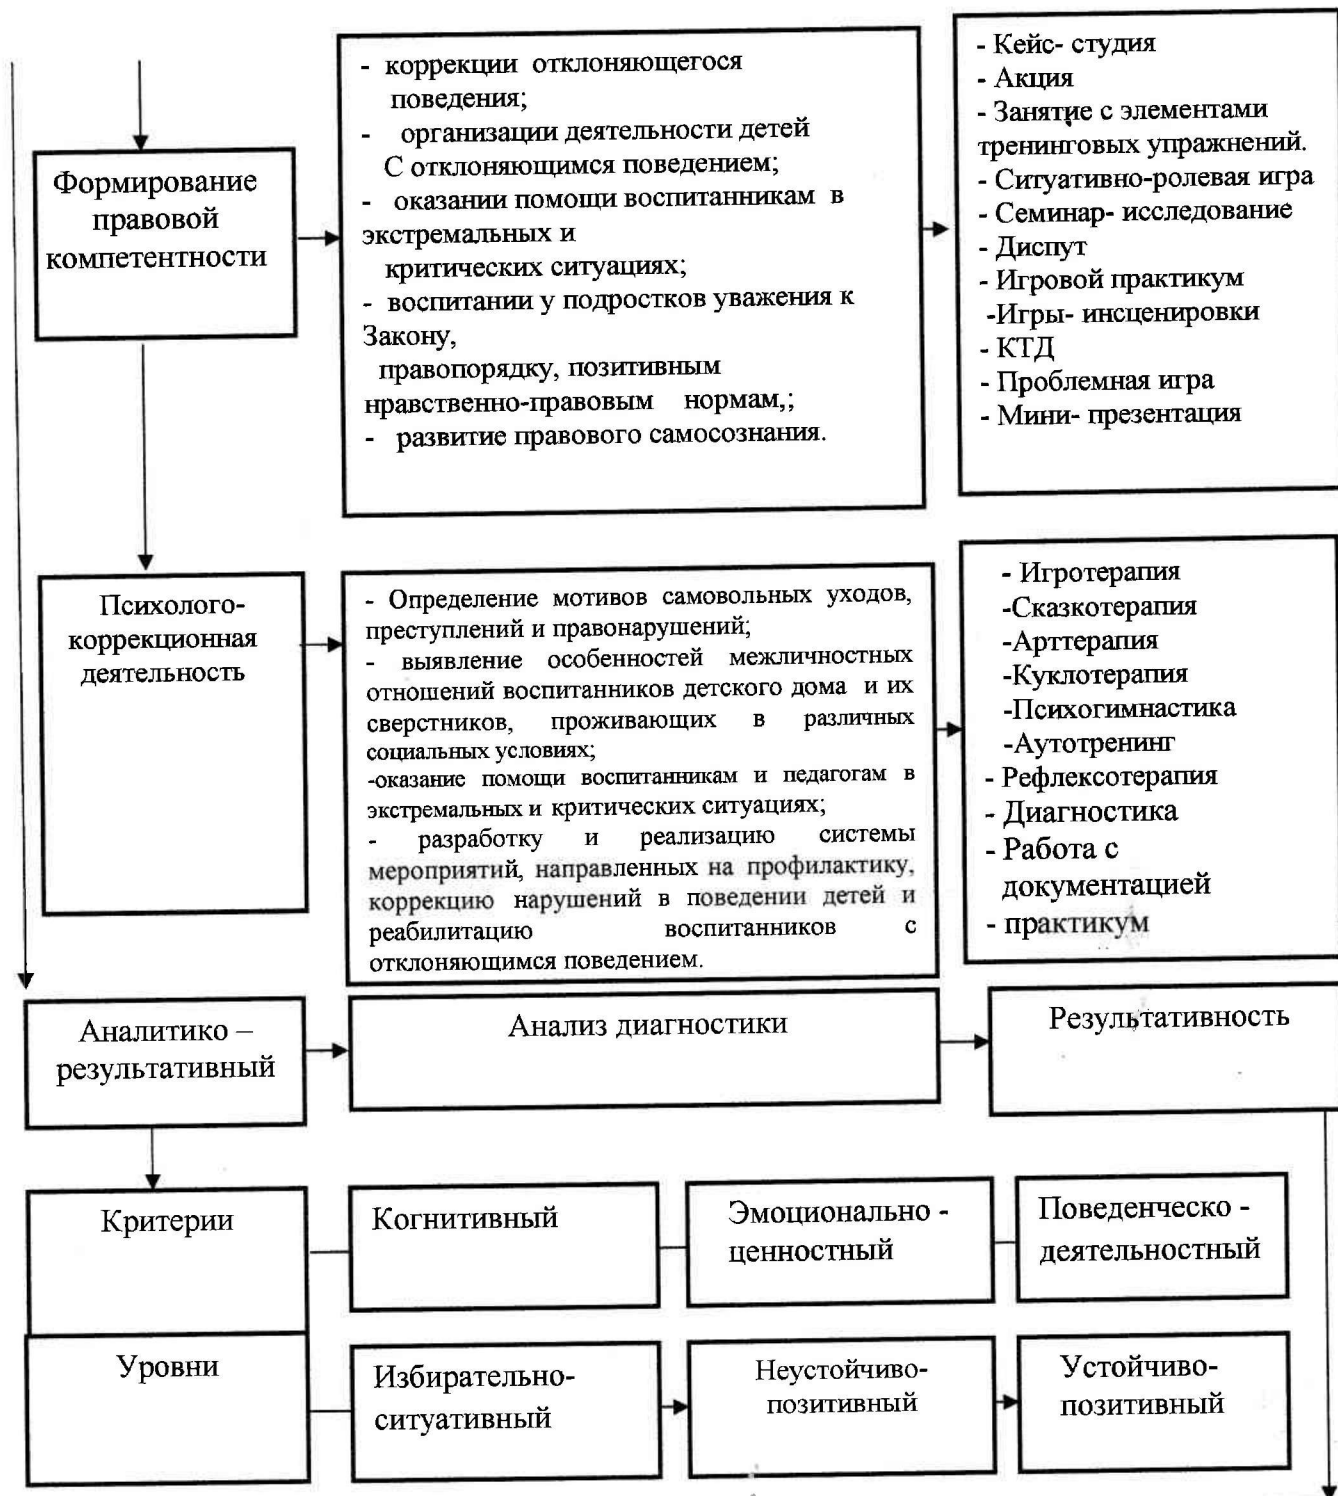 Формирование
правовой
компетентности
- коррекции отклоняющегося
поведения;
- организации деятельности детей
С отклоняющимся поведением;
- оказании помощи воспитанникам в
экстремальных и
критических ситуациях;
- воспитании у подростков уважения к
Закону,
правопорядку, позитивным
нравственно-правовым нормам,;
- развитие правового самосознания.
- Кейс- студия
- Акция
- Занятие с элементами
тренинговых упражнений.
- Ситуативно-ролевая игра
- Семинар- исследование
- Диспут
- Игровой практикум
-Игры- инсценировки
- КТД
- Проблемная игра
- Мини- презентация
Психолого-
коррекционная
деятельность
- Определение мотивов самовольных уходов,
преступлений и правонарушений;
- выявление особенностей межличностных
отношений воспитанников детского дома и их
сверстников, проживающих в различных
социальных условиях;
-оказание помощи воспитанникам и педагогам в
экстремальных и критических ситуациях;
- разработку и реализацию системы
мероприятий, направленных на профилактику,
коррекцию нарушений в поведении детей и
реабилитацию воспитанников с
отклоняющимся поведением.
- Игротерапия
-Сказкотерапия
-Арттерапия
-Куклотерапия
-Психогимнастика
-Аутотренинг
- Рефлексотерапия
- Диагностика
- Работа с
документацией
- практикум
Аналитико –
результативный
Анализ диагностики
Результативность
Критерии
Когнитивный
Эмоционально -
ценностный
Поведенческо -
деятельностный
Уровни
Избирательно-
ситуативный
Неустойчиво-
позитивный
Устойчиво-
позитивный